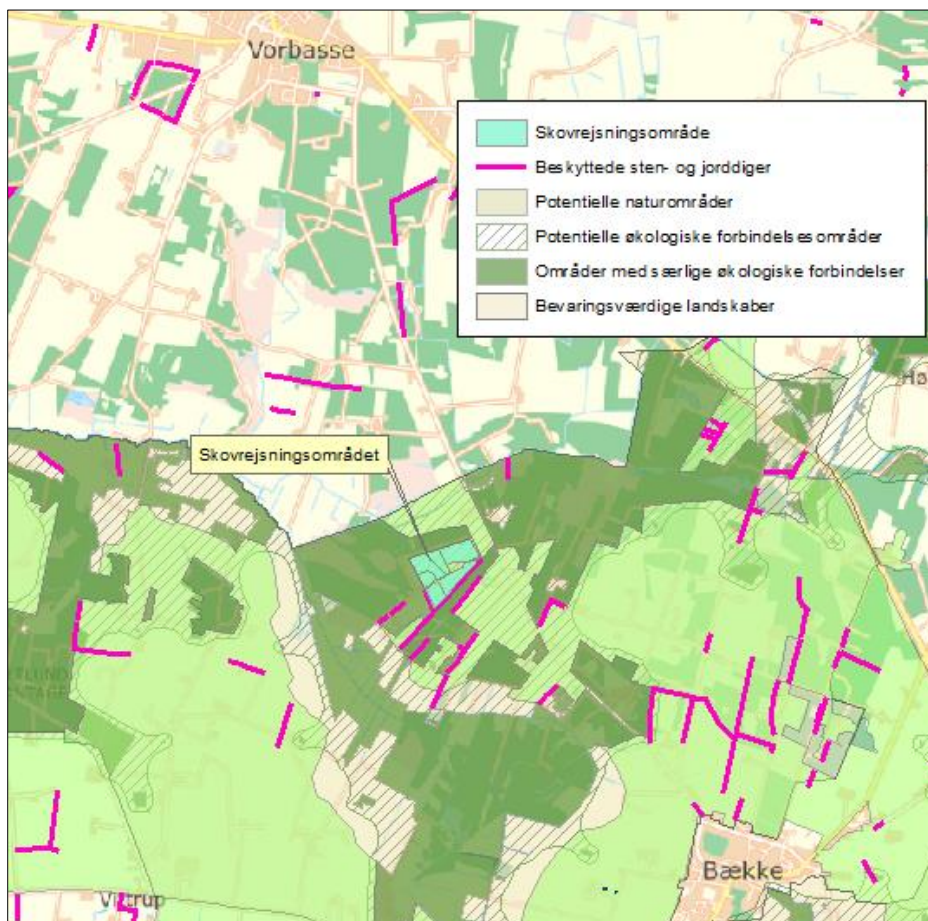 Vorbasse
Skovrejsningsområde
Beskyttede sten- og jorddiger
Potentielle naturområder
Potentielle økologiske forbindelsesområder
Områder med særlige økologiske forbindelser
Bevaringsværdige landskaber
Skovrejsningsområdet
Bække